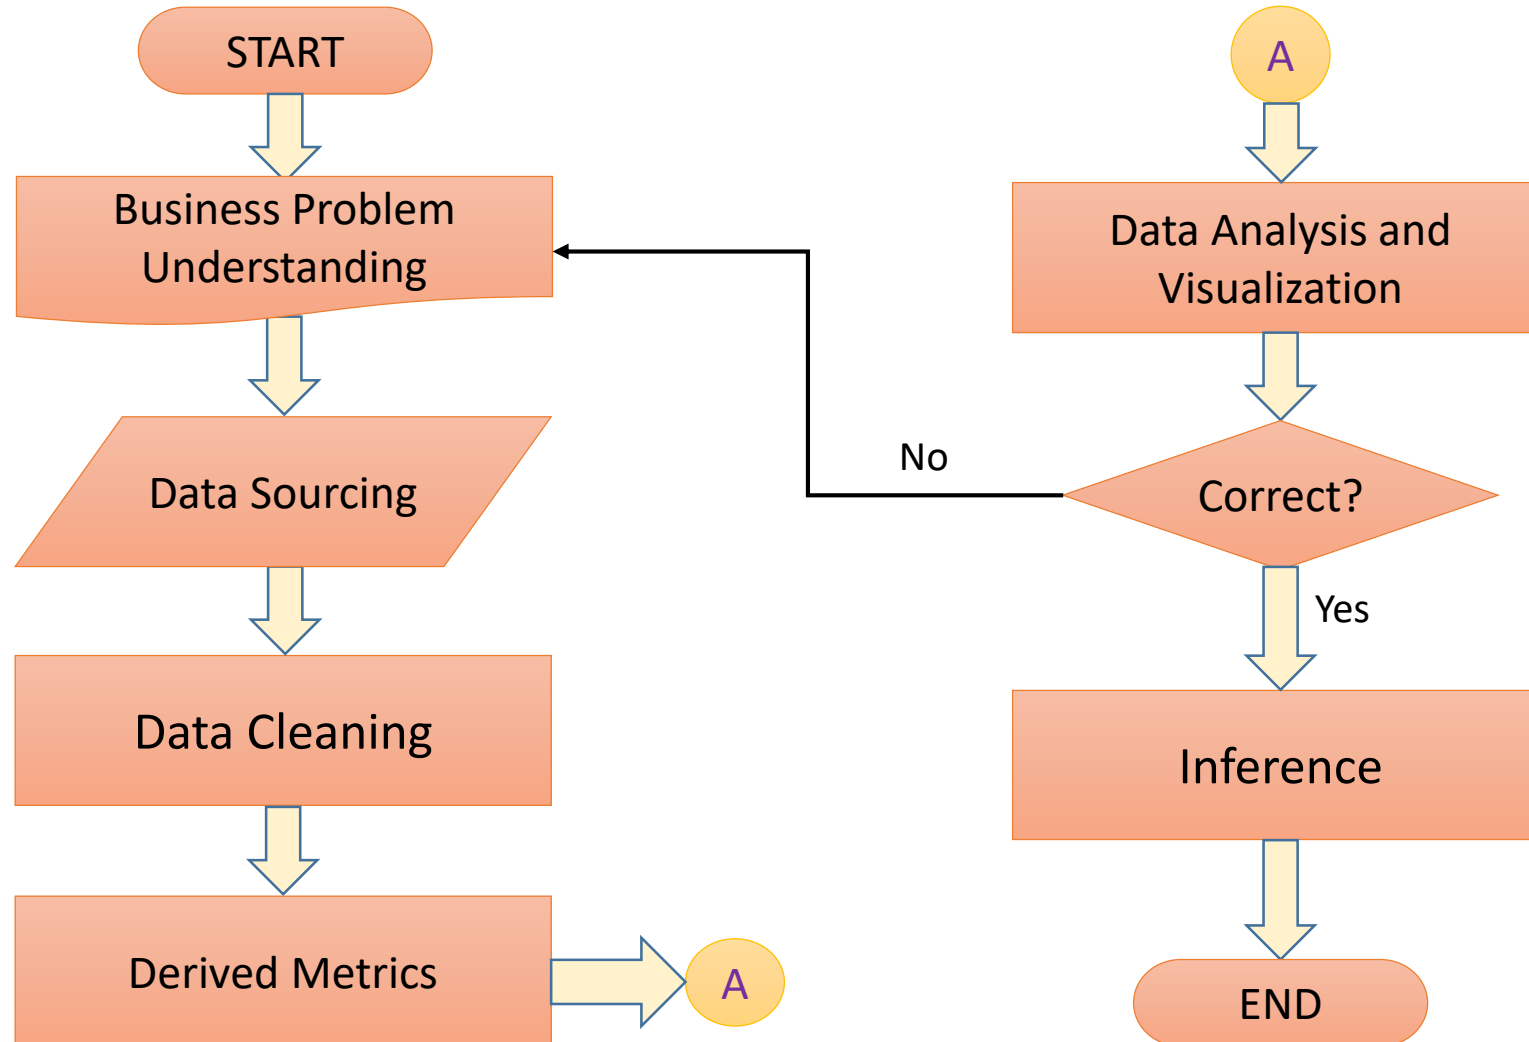 START
Business Problem
Understanding
Data Sourcing
Data Cleaning
Derived Metrics
A
A
Data Analysis and
Visualization
Correct?
No
Yes
Inference
END